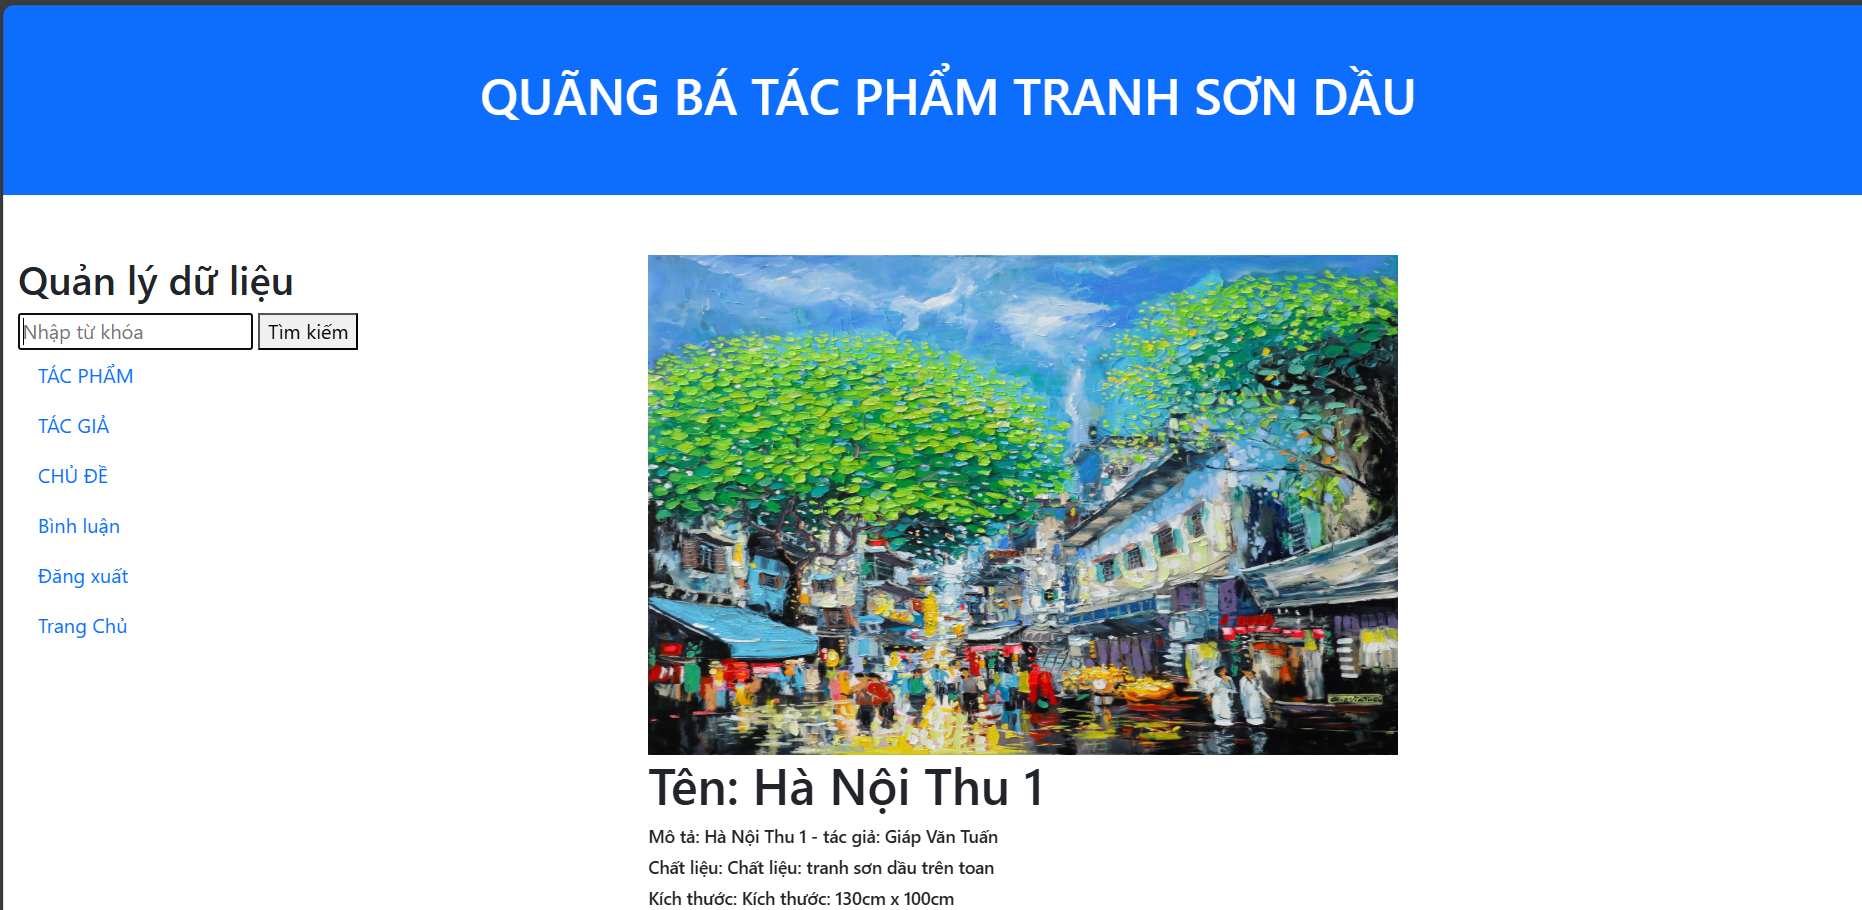 QUÃNG BÁ TÁC PHẨM TRANH SƠN DẦU
Quản lý dữ liệu
Nhập từ khóa Tìm kiếm
TÁC PHẨM
TÁC GIẢ
CHỦ ĐỀ
Bình luận
Đăng xuất
Trang Chủ
Tên: Hà Nội Thu 1
Mô tả: Hà Nội Thu 1 - tác giả: Giáp Văn Tuấn
Chất liệu: Chất liệu: tranh sơn dầu trên toan
Kích thước: Kích thước: 130cm x 100cm